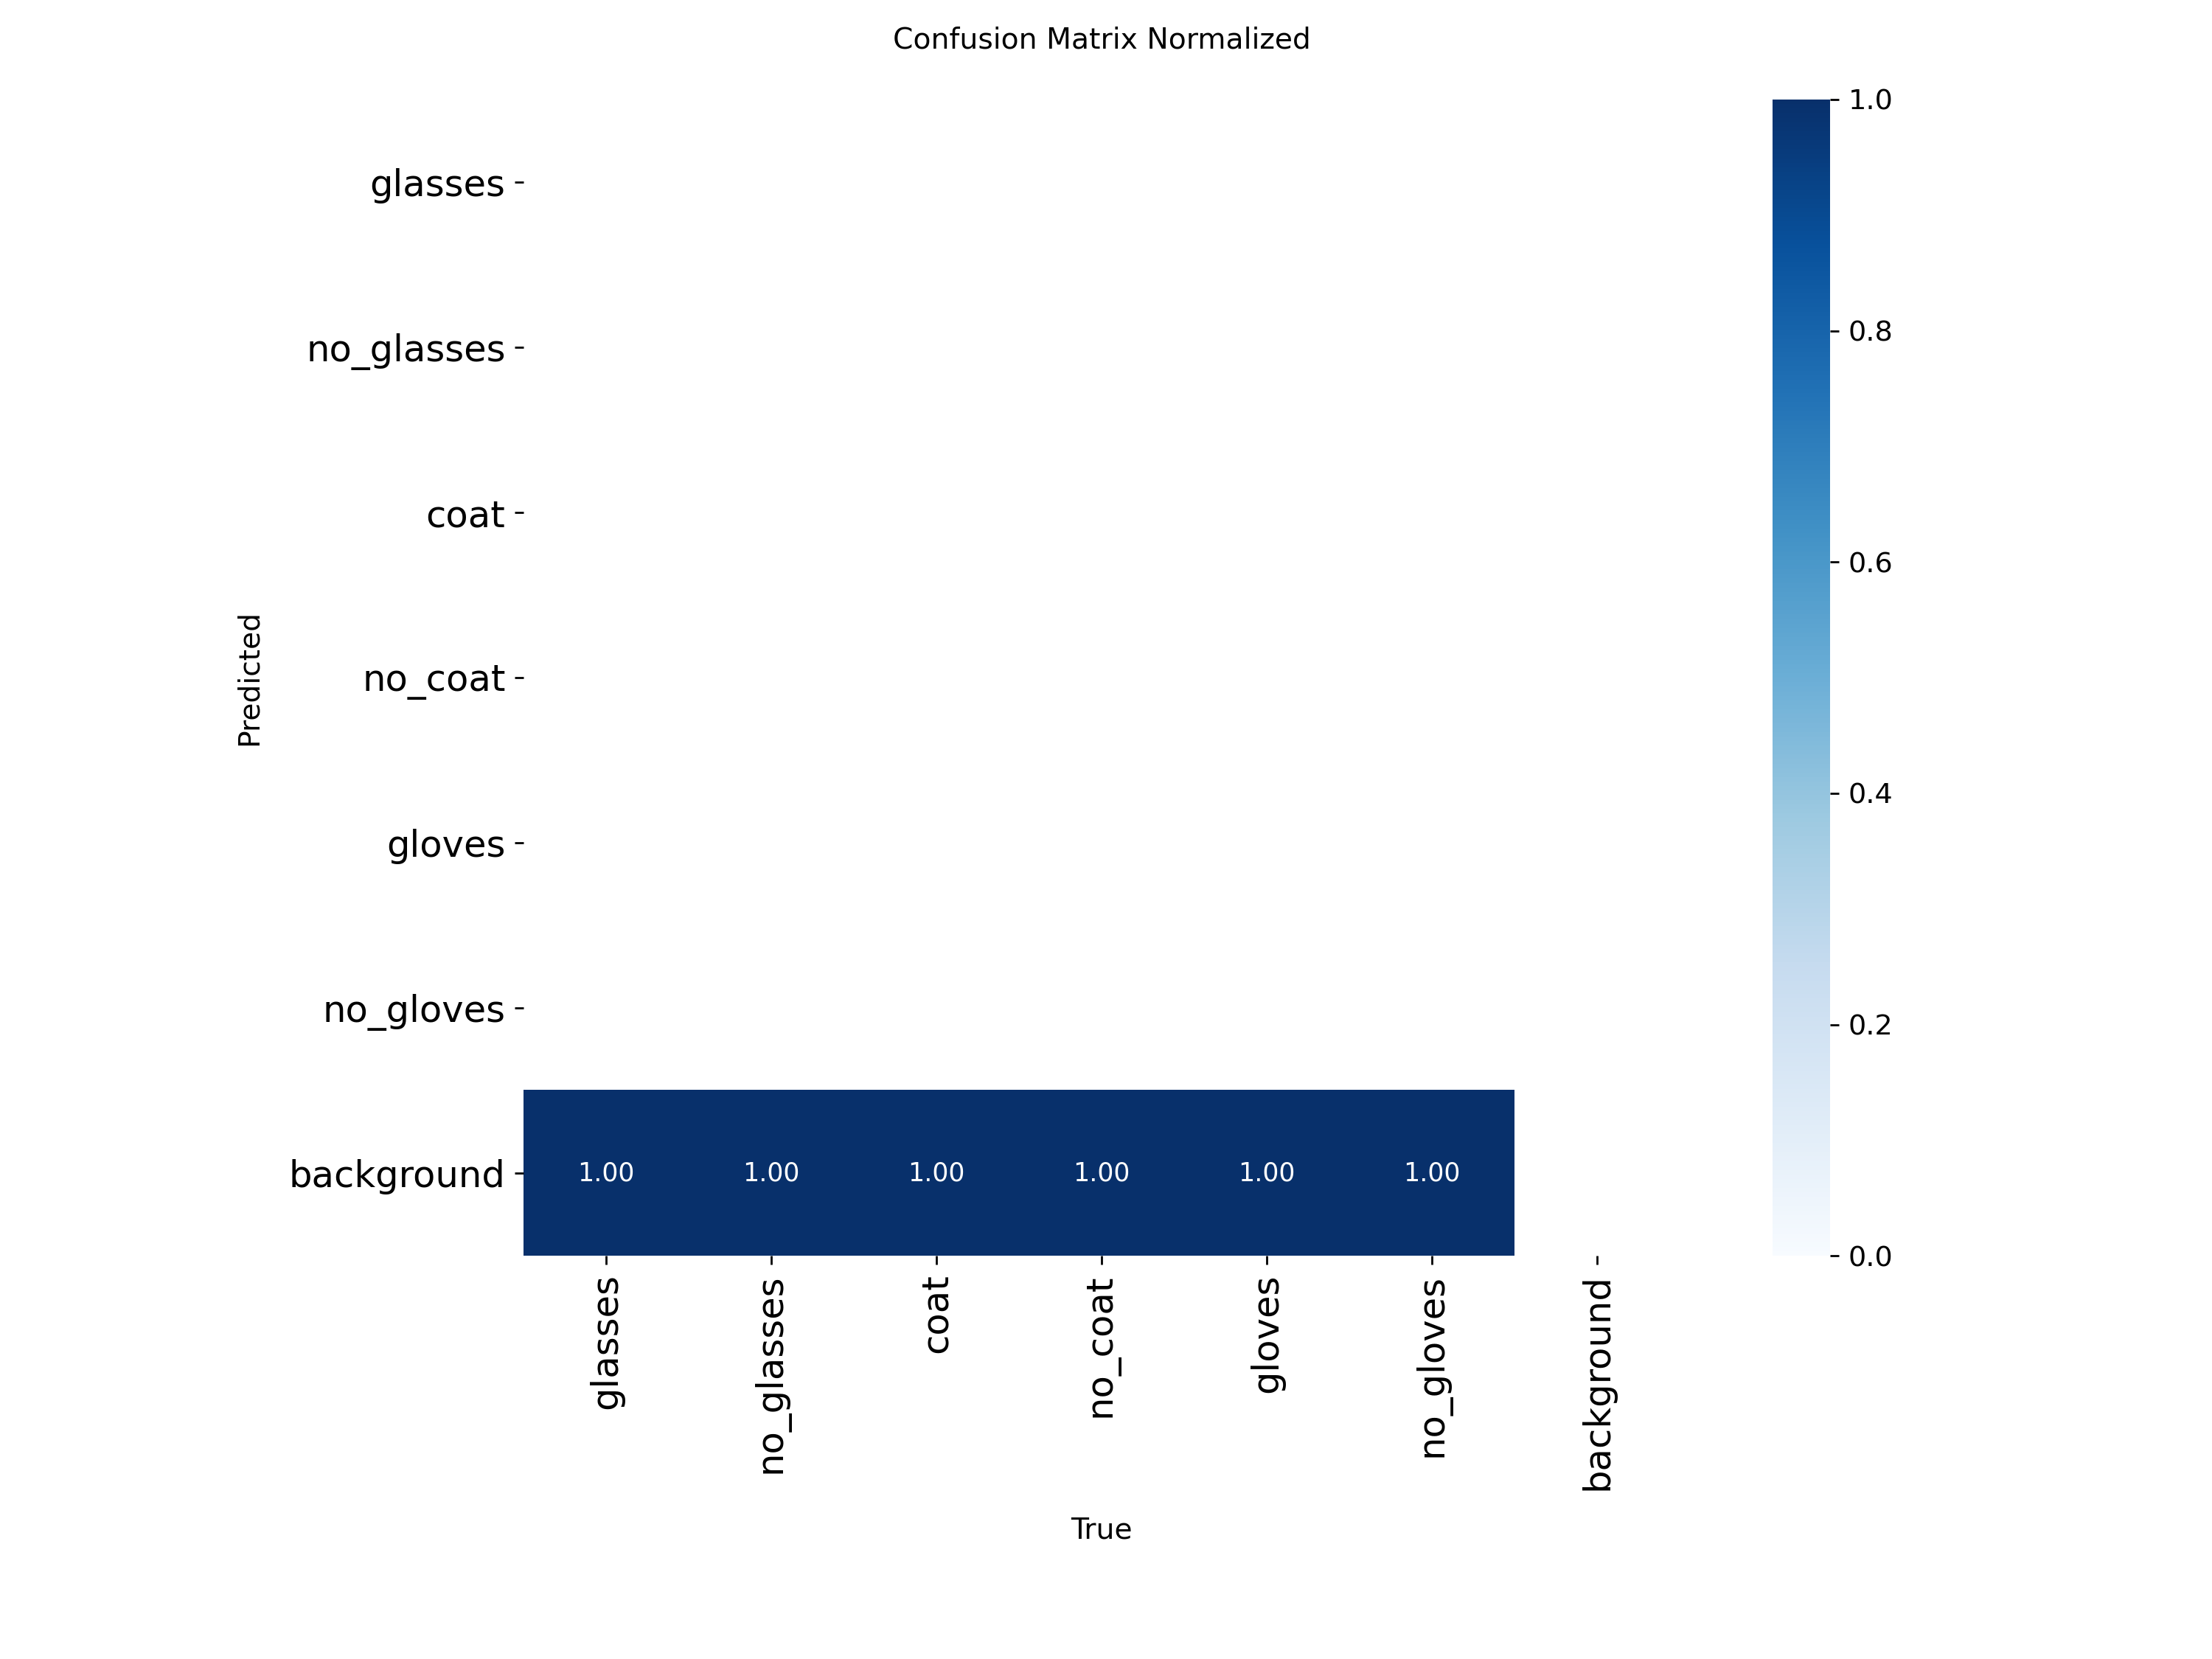 Confusion Matrix Normalized
1.0
glasses
0.8
no_glasses
coat
0.6
Predicted
no_coat
0.4
gloves
no_gloves
0.2
background
1.00 1.00 1.00 1.00 1.00 1.00
0.0
glasses
no_glasses
coat
no_coat
gloves
no_gloves
background
True